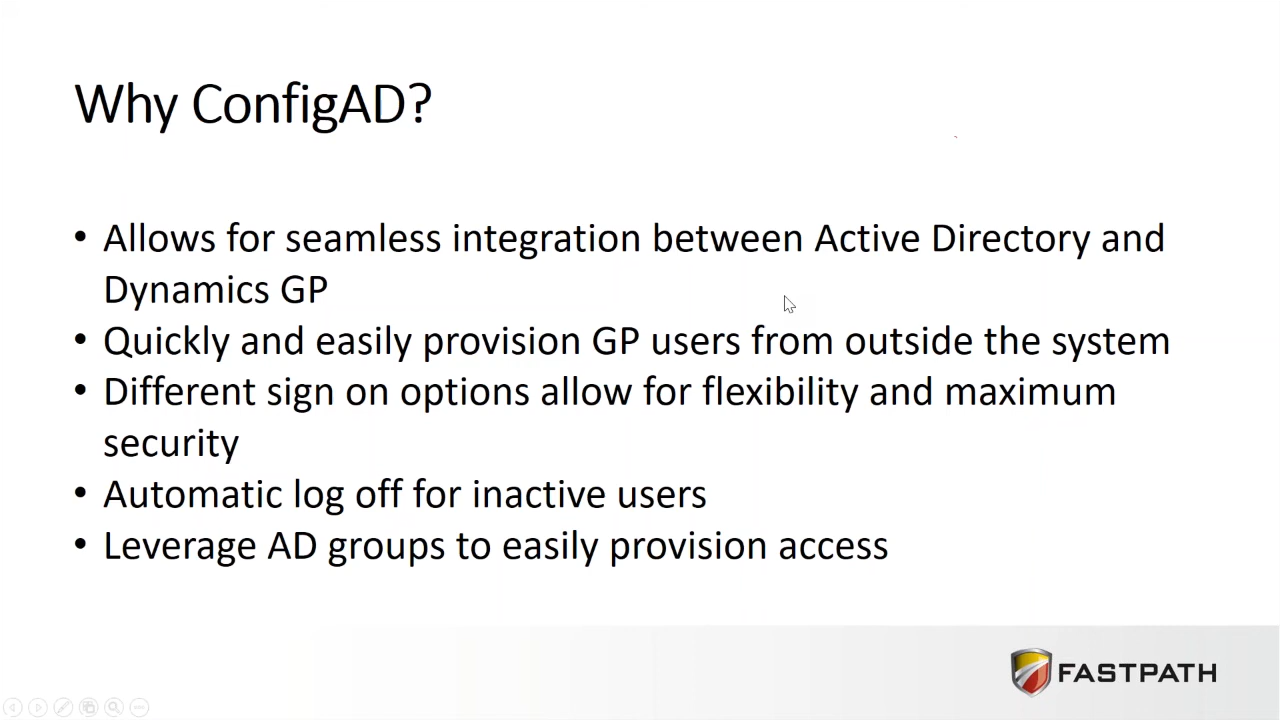 Why ConfigAD?
• Allows for seamless integration between Active Directory and
Dynamics GP
• Quickly and easily provision GP users from outside the system
• Different sign on options allow for flexibility and maximum
security
• Automatic log off for inactive users
• Leverage AD groups to easily provision access
FASTPATH